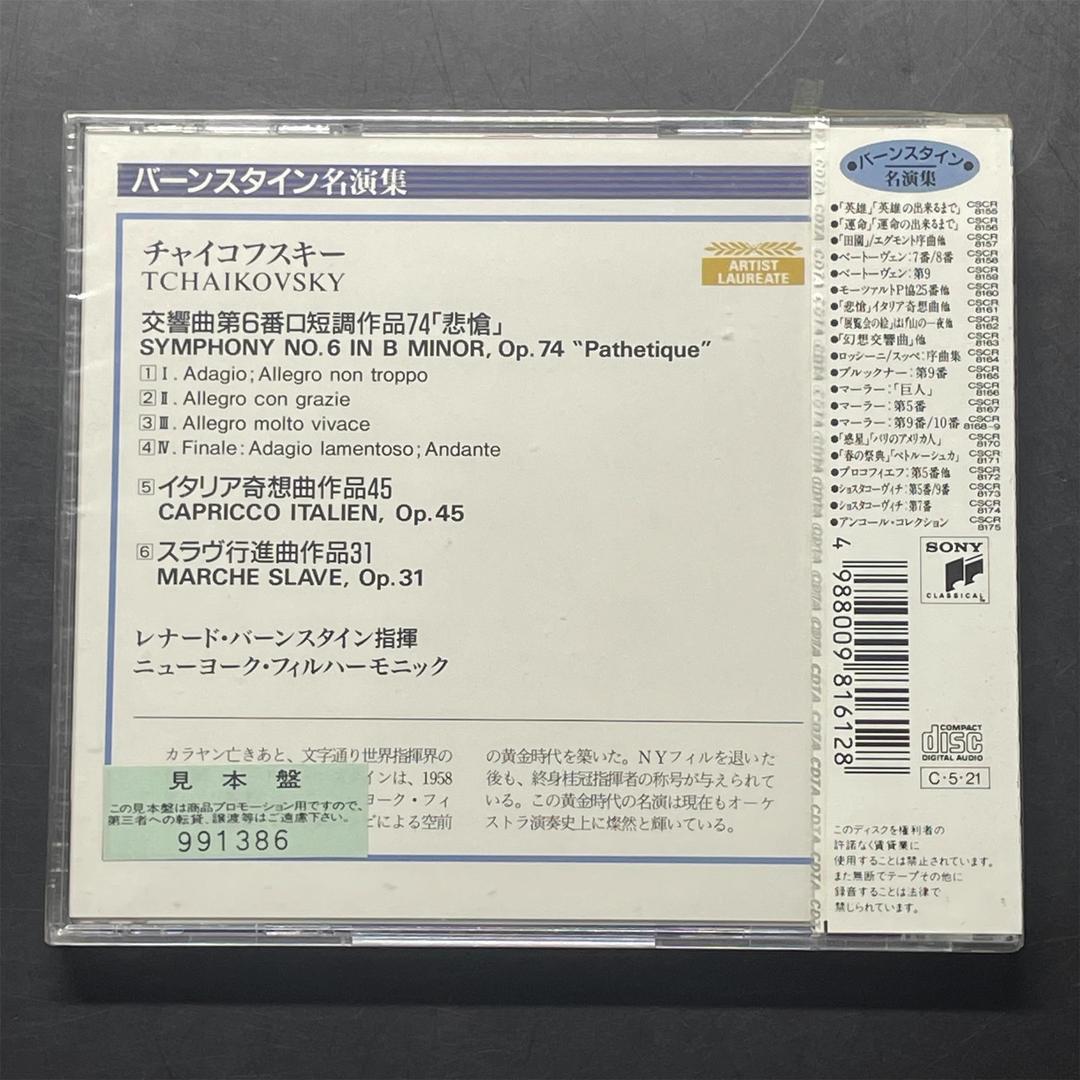 バーンスタイン名演集
チャイコフスキー
TCHAIKOVSKY
ARTIST
LAUREATE
交響曲第6番ロ短調作品74「悲愴」
SYMPHONY NO. 6 IN B MINOR, Op. 74 "Pathetique"
1 I. Adagio; Allegro non troppo
2 II. Allegro con grazie
3 III. Allegro molto vivace
4 IV. Finale: Adagio lamentoso; Andante
5 イタリア奇想曲作品45
CAPRICCO ITALIEN, Op. 45
6 スラヴ行進曲作品31
MARCHE SLAVE, Op. 31
レナード・バーンスタイン指揮
ニューヨーク・フィルハーモニック
カラヤン亡きあと、文字通り世界指揮界の
インは、1958
ヨーク・フィ
ビによる空前
の黄金時代を築いた。NYフィルを退いた
後も、終身桂冠指揮者の称号が与えられて
いる。この黄金時代の名演は現在もオーケ
ストラ演奏史上に燦然と輝いている。
見本盤
この見本盤は商品プロモーション用ですので、
第三者への転貸、譲渡等はご遠慮下さい。
991386
バーンスタイン
名演集
●「英雄」「英雄の出来るまで」 CSCR 8155
●「運命」「運命の出来るまで」 CSCR 8156
●「田園」/エグモント序曲他 CSCR 8157
●ベートーヴェン:7番/8番 CSCR 8158
●ベートーヴェン:第9 CSCR 8159
●モーツァルトP協25番他 CSCR 8160
●「悲愴」イタリア奇想曲他 CSCR 8161
●「展覧会の絵」はげ山の一夜他 CSCR 8162
●「幻想交響曲」他 CSCR 8163
●ロッシーニ/スッペ:序曲集 CSCR 8164
●ブルックナー:第9番 CSCR 8165
●マーラー:「巨人」 CSCR 8166
●マーラー:第5番 CSCR 8167
●マーラー:第9番/10番 CSCR 8168-9
●「惑星」「パリのアメリカ人」 CSCR 8170
●「春の祭典」「ペトルーシュカ」 CSCR 8171
●プロコフィエフ:第5番他 CSCR 8172
●ショスタコーヴィチ:第5番/9番 CSCR 8173
●ショスタコーヴィチ:第7番 CSCR 8174
●アンコール・コレクション CSCR 8175
4 988009 816128
SONY
CLASSICAL
COMPACT
disc
DIGITAL AUDIO
C・5・21
このディスクを権利者の
許諾なく賃貸業に
使用することは禁止されています。
また無断でテープその他に
録音することは法律で
禁じられています。
CDTA CDTA CDTA CDTA CDTA CDTA CDTA CDTA